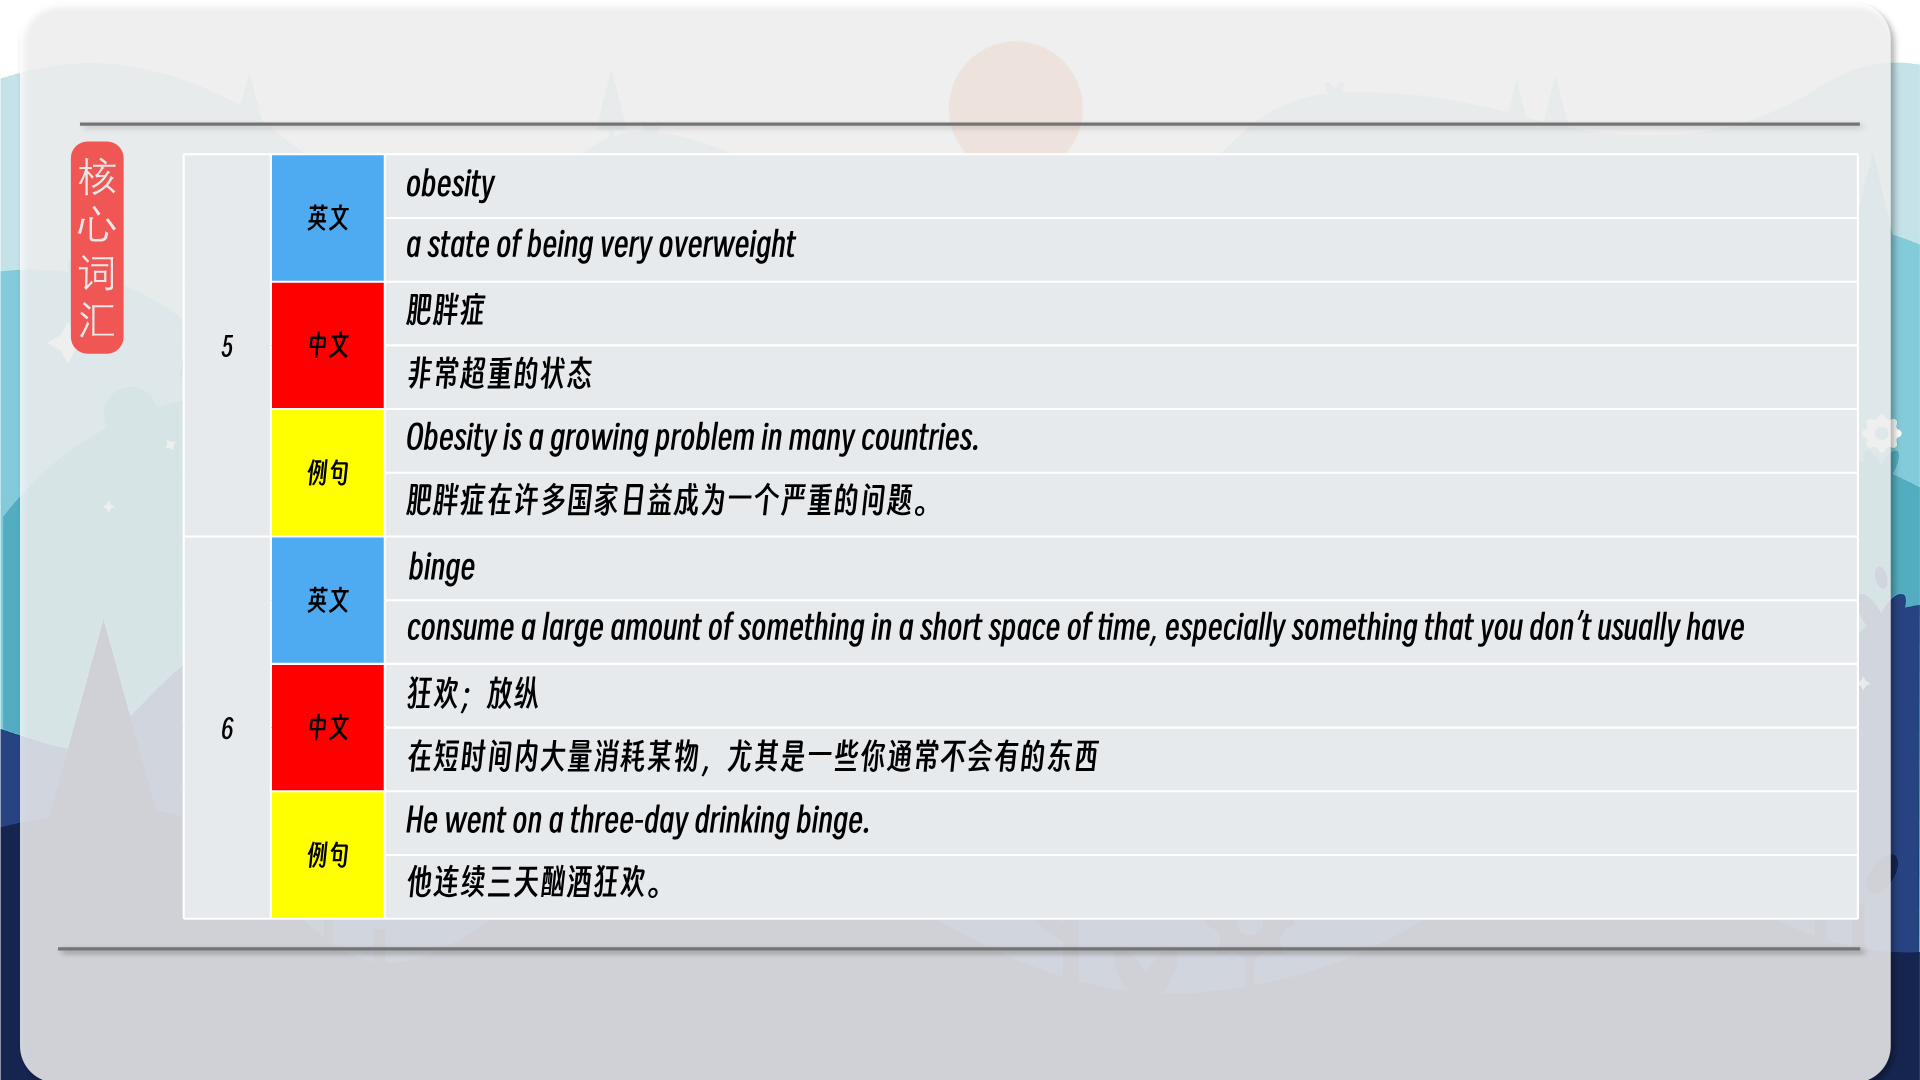 核心词汇
5
英文
obesity
a state of being very overweight
中文
肥胖症
非常超重的状态
例句
Obesity is a growing problem in many countries.
肥胖症在许多国家日益成为一个严重的问题。
6
英文
binge
consume a large amount of something in a short space of time, especially something that you don’t usually have
中文
狂欢；放纵
在短时间内大量消耗某物，尤其是一些你通常不会有的东西
例句
He went on a three-day drinking binge.
他连续三天酗酒狂欢。